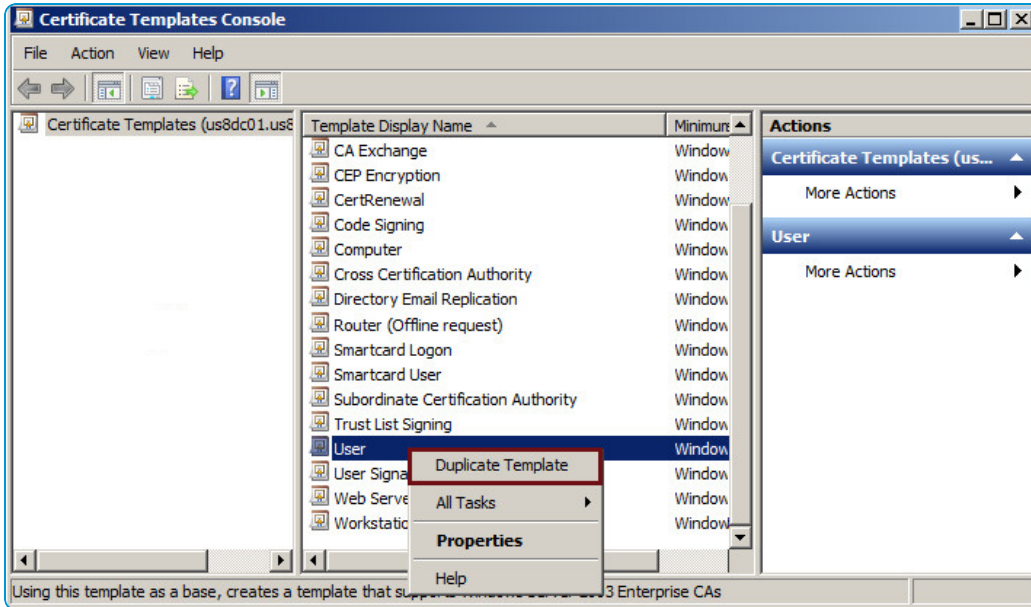 Certificate Templates Console
File Action View Help
Certificate Templates (us8dc01.us8
Template Display Name
CA Exchange Window
CEP Encryption Window
CertRenewal Window
Code Signing Window
Computer Window
Cross Certification Authority Window
Directory Email Replication Window
Router (Offline request) Window
Smartcard Logon Window
Smartcard User Window
Subordinate Certification Authority Window
Trust List Signing Window
User Window
User Signa Window
Web Serve Window
Workstatio Window
Duplicate Template
All Tasks
Properties
Help
Actions
Certificate Templates (us...
More Actions
User
More Actions
Using this template as a base, creates a template that 2003 Enterprise CAs